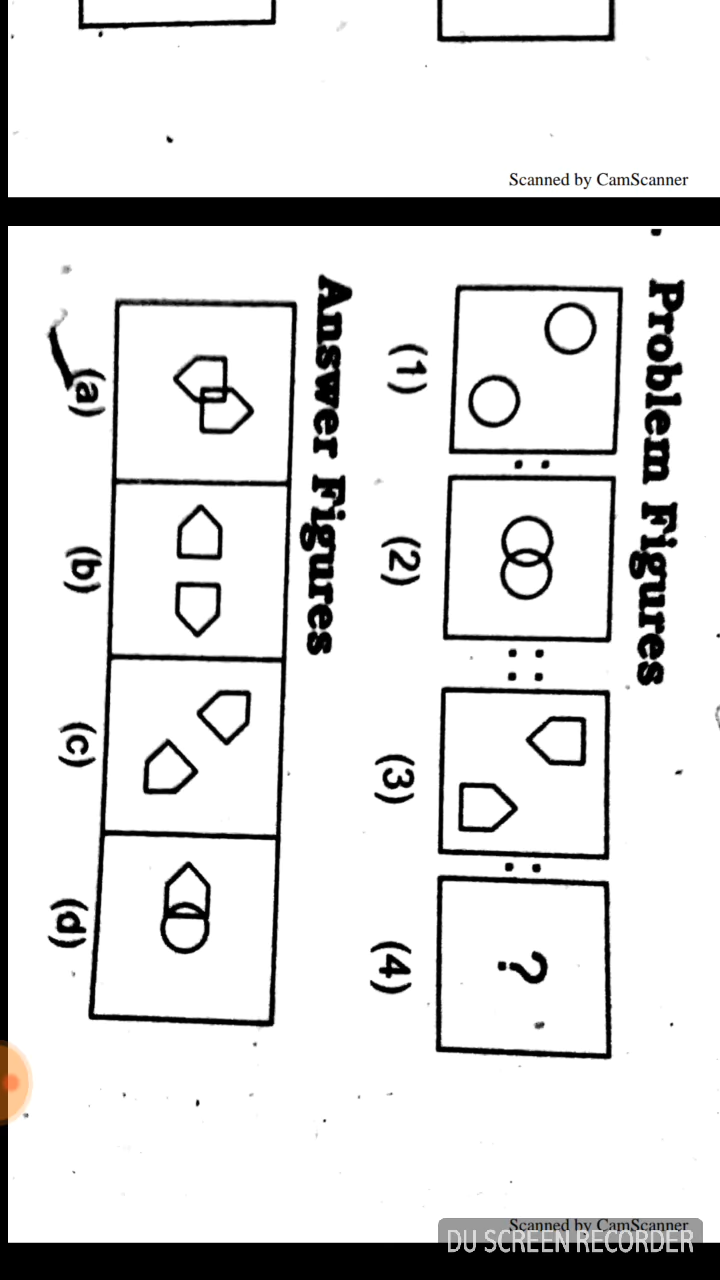 Scanned by CamScanner
Problem Figures
(1)
(2)
(3)
(4)
?
Answer Figures
(a)
(b)
(c)
(d)
Scanned by CamScanner
DU SCREEN RECORDER